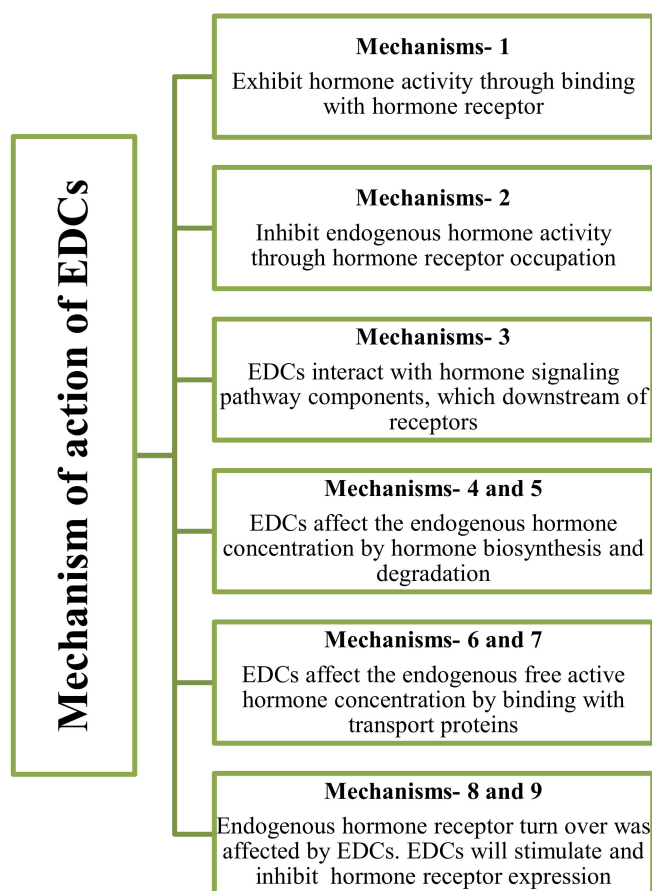 Mechanism of action of EDCs
Mechanisms- 1
Exhibit hormone activity through binding
with hormone receptor
Mechanisms- 2
Inhibit endogenous hormone activity
through hormone receptor occupation
Mechanisms- 3
EDCs interact with hormone signaling
pathway components, which downstream of
receptors
Mechanisms- 4 and 5
EDCs affect the endogenous hormone
concentration by hormone biosynthesis and
degradation
Mechanisms- 6 and 7
EDCs affect the endogenous free active
hormone concentration by binding with
transport proteins
Mechanisms- 8 and 9
Endogenous hormone receptor turn over was
affected by EDCs. EDCs will stimulate and
inhibit hormone receptor expression